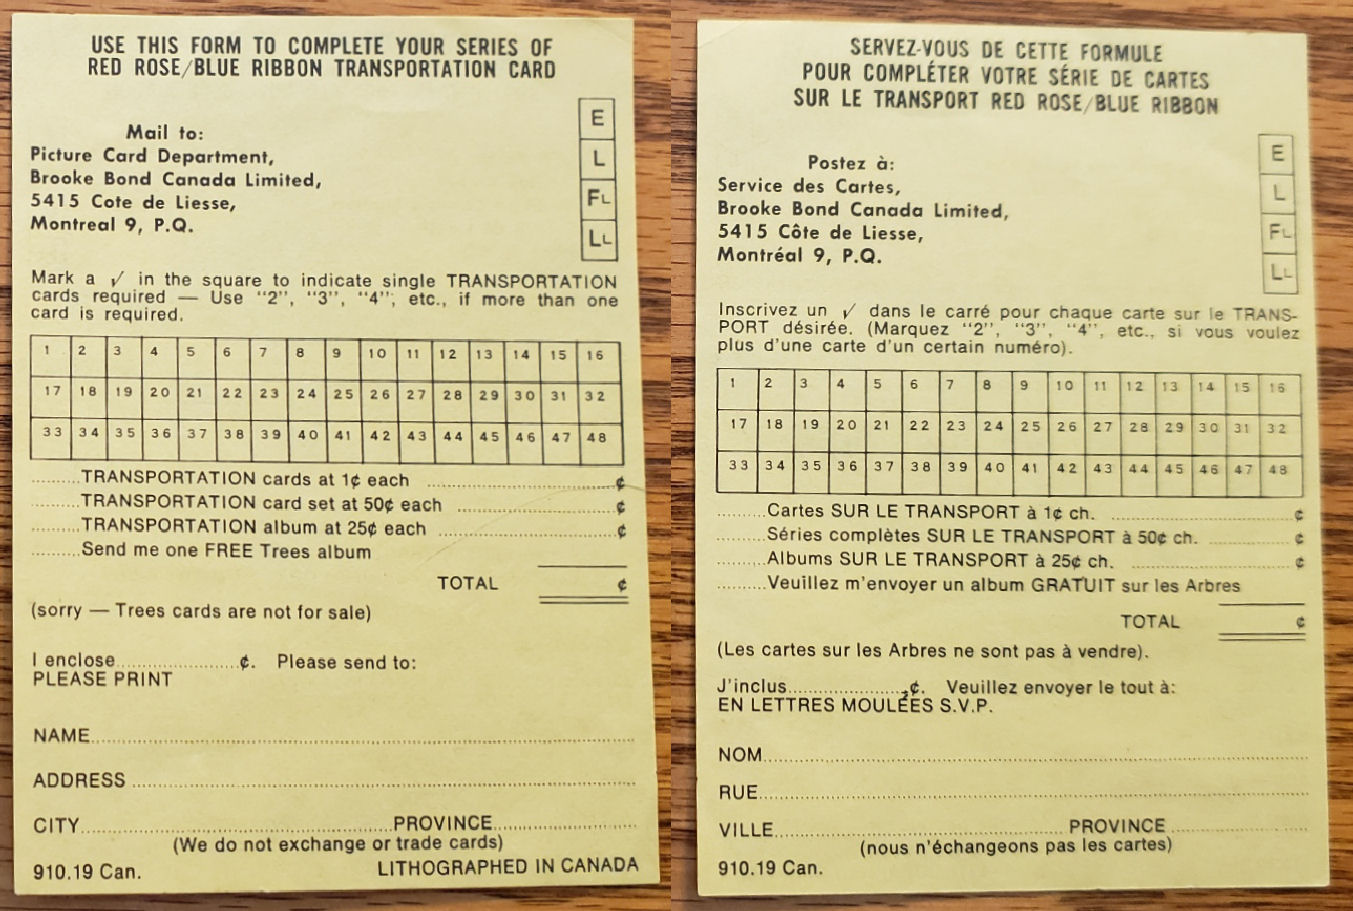 USE THIS FORM TO COMPLETE YOUR SERIES OF
RED ROSE/BLUE RIBBON TRANSPORTATION CARD
Mail to:
Picture Card Department,
Brooke Bond Canada Limited,
5415 Cote de Liesse,
Montreal 9, P.Q.
E
L
FL
LL
Mark a √ in the square to indicate single TRANSPORTATION
cards required — Use "2", "3", "4", etc., if more than one
card is required.
1 2 3 4 5 6 7 8 9 10 11 12 13 14 15 16
17 18 19 20 21 22 23 24 25 26 27 28 29 30 31 32
33 34 35 36 37 38 39 40 41 42 43 44 45 46 47 48
........TRANSPORTATION cards at 1¢ each ........¢
........TRANSPORTATION card set at 50¢ each ........¢
........TRANSPORTATION album at 25¢ each ........¢
........Send me one FREE Trees album
TOTAL ¢
(sorry — Trees cards are not for sale)
I enclose........¢. Please send to:
PLEASE PRINT
NAME........
ADDRESS ........
CITY........PROVINCE........
(We do not exchange or trade cards)
910.19 Can. LITHOGRAPHED IN CANADA
SERVEZ-VOUS DE CETTE FORMULE
POUR COMPLÉTER VOTRE SÉRIE DE CARTES
SUR LE TRANSPORT RED ROSE/BLUE RIBBON
Postez à:
Service des Cartes,
Brooke Bond Canada Limited,
5415 Côte de Liesse,
Montréal 9, P.Q.
E
L
FL
LL
Inscrivez un √ dans le carré pour chaque carte sur le TRANS-
PORT désirée. (Marquez "2", "3", "4", etc., si vous voulez
plus d'une carte d'un certain numéro).
1 2 3 4 5 6 7 8 9 10 11 12 13 14 15 16
17 18 19 20 21 22 23 24 25 26 27 28 29 30 31 32
33 34 35 36 37 38 39 40 41 42 43 44 45 46 47 48
........Cartes SUR LE TRANSPORT à 1¢ ch. ........¢
........Séries complètes SUR LE TRANSPORT à 50¢ ch. ........¢
........Albums SUR LE TRANSPORT à 25¢ ch. ........¢
........Veuillez m'envoyer un album GRATUIT sur les Arbres
TOTAL ¢
(Les cartes sur les Arbres ne sont pas à vendre).
J'inclus........¢. Veuillez envoyer le tout à:
EN LETTRES MOULÉES S.V.P.
NOM........
RUE........
VILLE........PROVINCE ........
(nous n'échangeons pas les cartes)
910.19 Can.